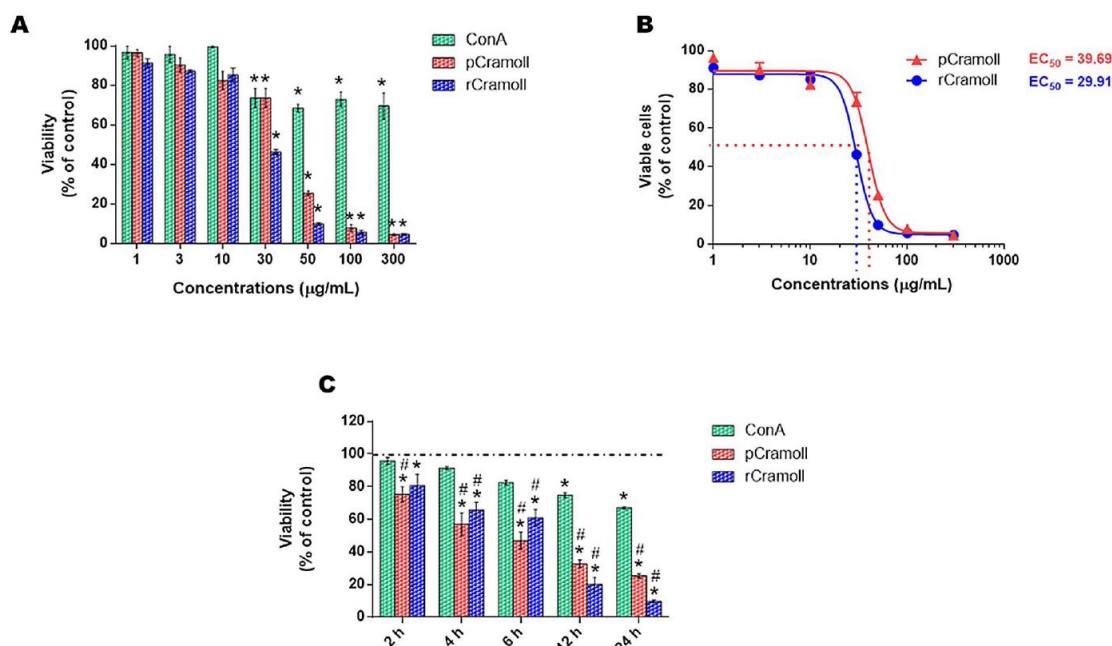 A
Viability
(% of control)
100
80
60
40
20
0
* *
*
*
*
*
*
* *
*
* *
1 3 10 30 50 100 300
Concentrations (µg/mL)
ConA
pCramoll
rCramoll
B
Viable cells
(% of control)
100
80
60
40
20
0
1 10 100 1000
Concentrations (µg/mL)
pCramoll EC50 = 39.69
rCramoll EC50 = 29.91
C
Viability
(% of control)
120
100
80
60
40
20
0
# *
*
# *
# *
# *
# *
*
# *
# *
*
# *
# *
2 h 4 h 6 h 12 h 24 h
ConA
pCramoll
rCramoll